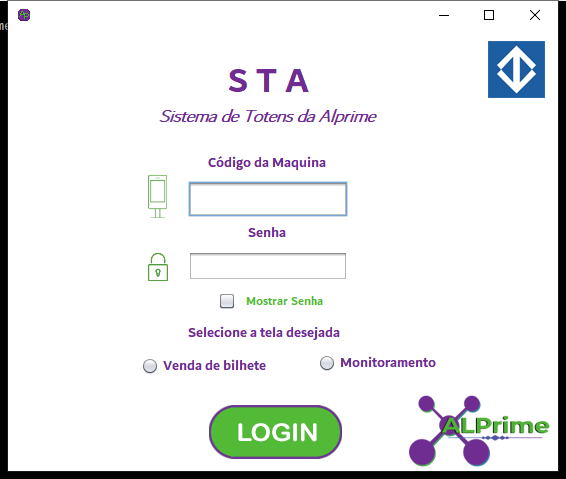 S T A
Sistema de Totens da Alprime
Código da Maquina
Senha
Mostrar Senha
Selecione a tela desejada
Venda de bilhete
Monitoramento
LOGIN
ALPrime